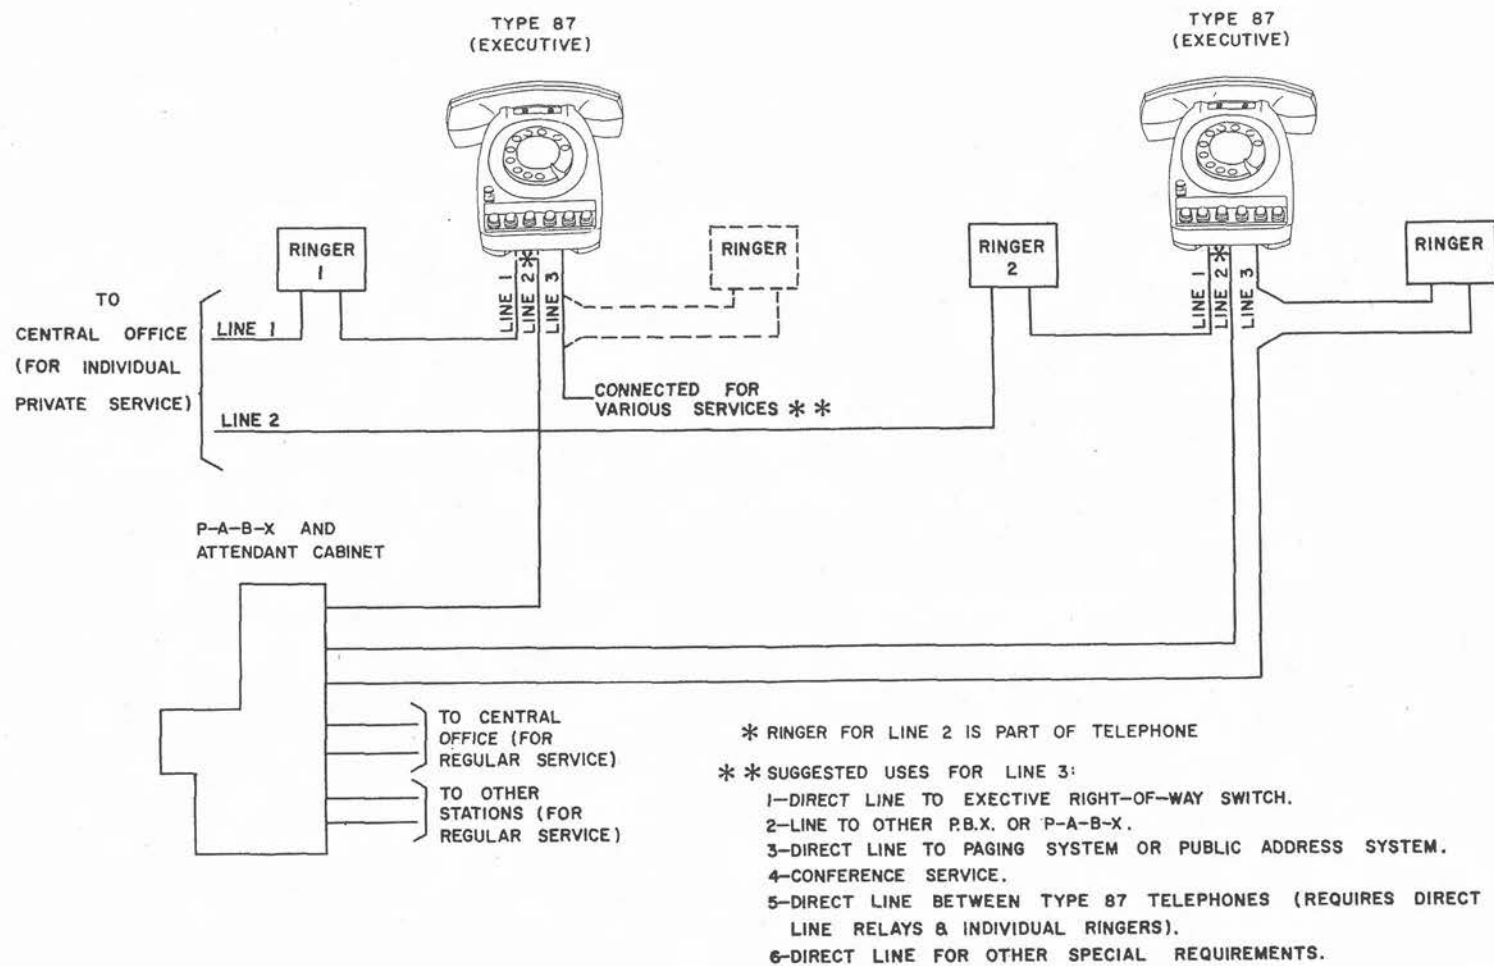 TYPE 87
(EXECUTIVE)
TYPE 87
(EXECUTIVE)
RINGER
1
RINGER
RINGER
2
RINGER
LINE 1
LINE 2
*
LINE 3
LINE 1
LINE 2
*
LINE 3
TO
CENTRAL OFFICE
(FOR INDIVIDUAL
PRIVATE SERVICE)
LINE 1
LINE 2
CONNECTED FOR
VARIOUS SERVICES * *
P-A-B-X AND
ATTENDANT CABINET
TO CENTRAL
OFFICE (FOR
REGULAR SERVICE)
TO OTHER
STATIONS (FOR
REGULAR SERVICE)
* RINGER FOR LINE 2 IS PART OF TELEPHONE
* * SUGGESTED USES FOR LINE 3:
1-DIRECT LINE TO EXECTIVE RIGHT-OF-WAY SWITCH.
2-LINE TO OTHER P.B.X. OR P-A-B-X.
3-DIRECT LINE TO PAGING SYSTEM OR PUBLIC ADDRESS SYSTEM.
4-CONFERENCE SERVICE.
5-DIRECT LINE BETWEEN TYPE 87 TELEPHONES (REQUIRES DIRECT
LINE RELAYS & INDIVIDUAL RINGERS).
6-DIRECT LINE FOR OTHER SPECIAL REQUIREMENTS.